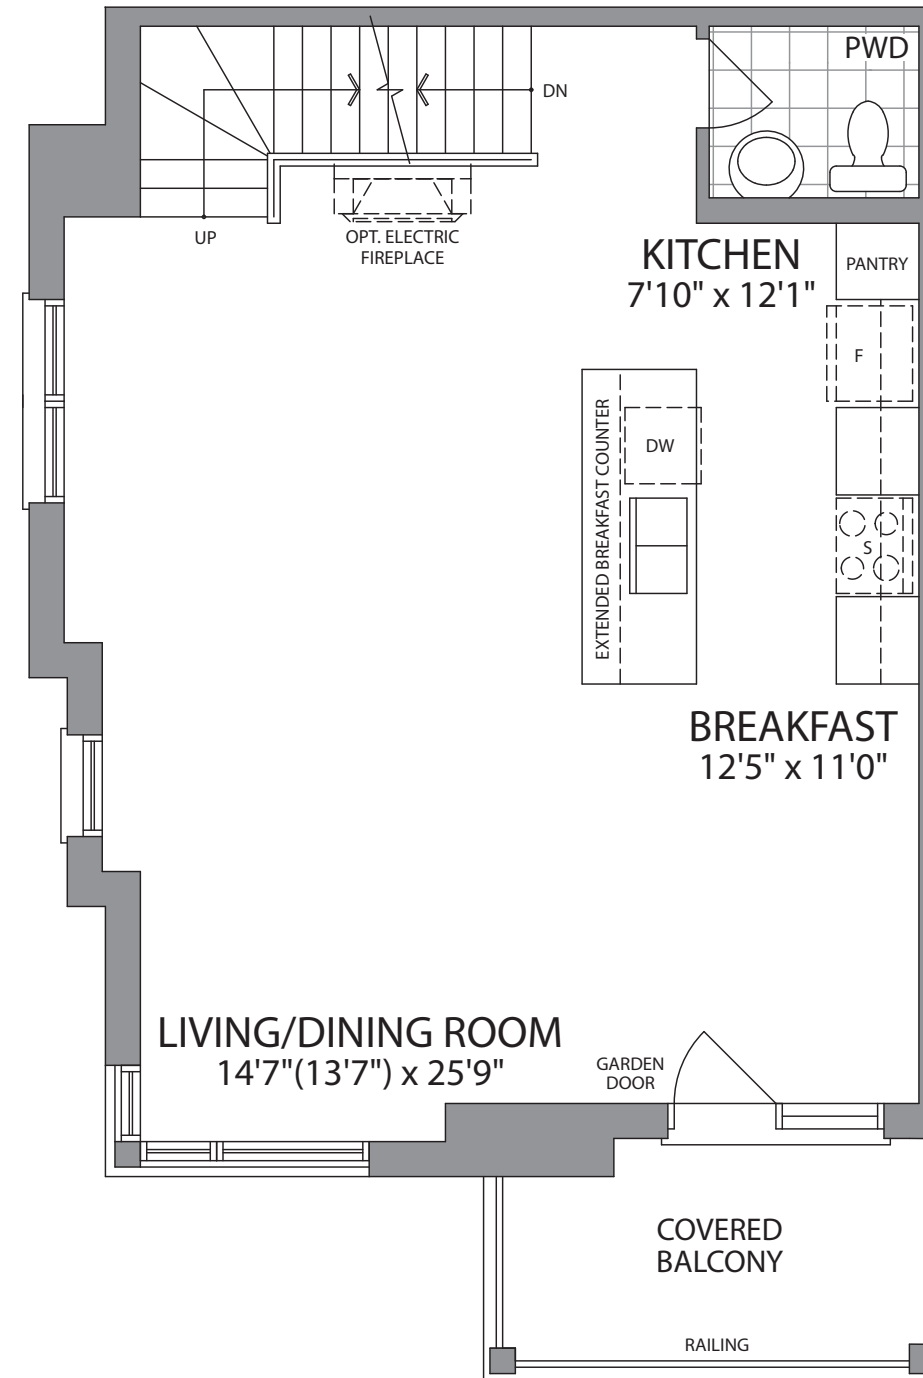 PWD
DN
UP
OPT. ELECTRIC
FIREPLACE
KITCHEN
7'10" x 12'1"
PANTRY
F
EXTENDED BREAKFAST COUNTER
DW
S
BREAKFAST
12'5" x 11'0"
LIVING/DINING ROOM
14'7"(13'7") x 25'9"
GARDEN
DOOR
COVERED
BALCONY
RAILING